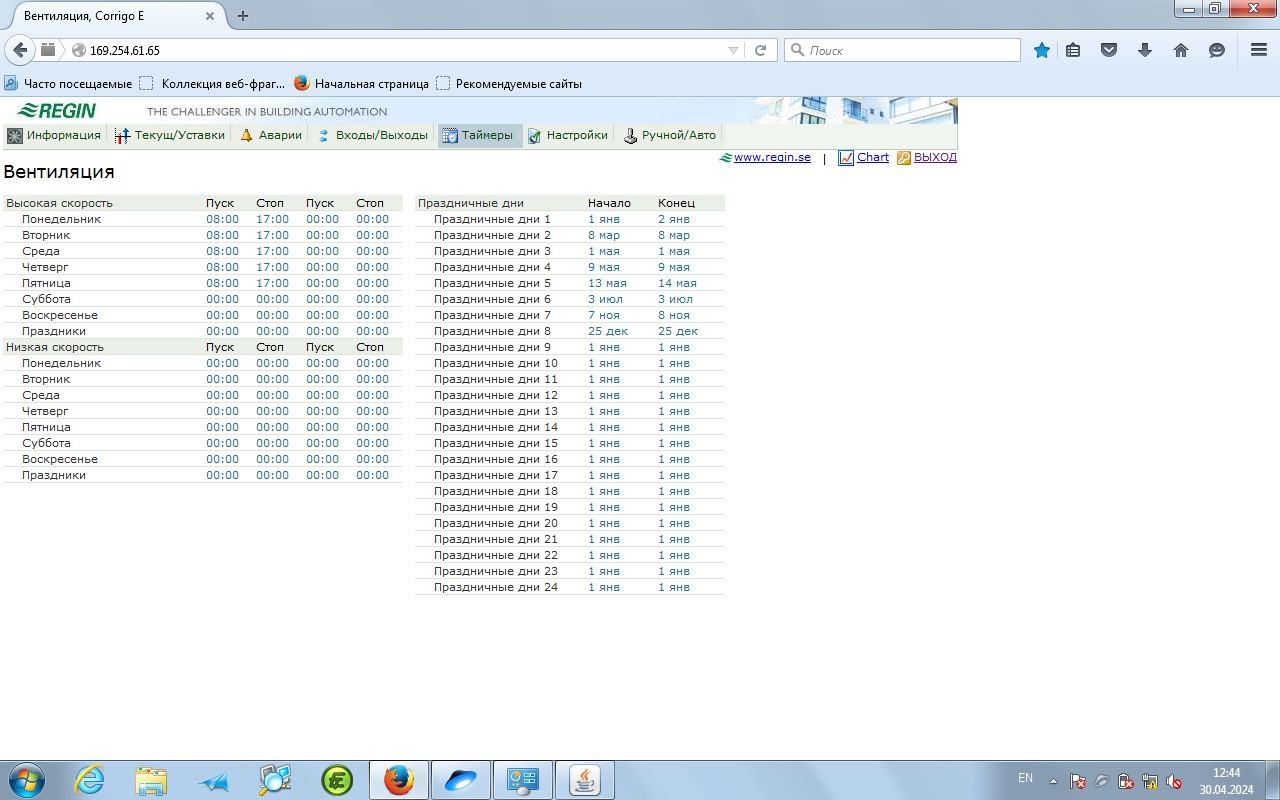 Вентиляция, Corrigo E
169.254.61.65
Поиск
Часто посещаемые Коллекция веб-фраг... Начальная страница Рекомендуемые сайты
REGIN THE CHALLENGER IN BUILDING AUTOMATION
Информация Текущ/Уставки Аварии Входы/Выходы Таймеры Настройки Ручной/Авто
www.regin.se | Chart ВЫХОД
Вентиляция
Высокая скорость Пуск Стоп Пуск Стоп
Понедельник 08:00 17:00 00:00 00:00
Вторник 08:00 17:00 00:00 00:00
Среда 08:00 17:00 00:00 00:00
Четверг 08:00 17:00 00:00 00:00
Пятница 08:00 17:00 00:00 00:00
Суббота 00:00 00:00 00:00 00:00
Воскресенье 00:00 00:00 00:00 00:00
Праздники 00:00 00:00 00:00 00:00
Низкая скорость Пуск Стоп Пуск Стоп
Понедельник 00:00 00:00 00:00 00:00
Вторник 00:00 00:00 00:00 00:00
Среда 00:00 00:00 00:00 00:00
Четверг 00:00 00:00 00:00 00:00
Пятница 00:00 00:00 00:00 00:00
Суббота 00:00 00:00 00:00 00:00
Воскресенье 00:00 00:00 00:00 00:00
Праздники 00:00 00:00 00:00 00:00
Праздничные дни Начало Конец
Праздничные дни 1 1 янв 2 янв
Праздничные дни 2 8 мар 8 мар
Праздничные дни 3 1 мая 1 мая
Праздничные дни 4 9 мая 9 мая
Праздничные дни 5 13 мая 14 мая
Праздничные дни 6 3 июл 3 июл
Праздничные дни 7 7 ноя 8 ноя
Праздничные дни 8 25 дек 25 дек
Праздничные дни 9 1 янв 1 янв
Праздничные дни 10 1 янв 1 янв
Праздничные дни 11 1 янв 1 янв
Праздничные дни 12 1 янв 1 янв
Праздничные дни 13 1 янв 1 янв
Праздничные дни 14 1 янв 1 янв
Праздничные дни 15 1 янв 1 янв
Праздничные дни 16 1 янв 1 янв
Праздничные дни 17 1 янв 1 янв
Праздничные дни 18 1 янв 1 янв
Праздничные дни 19 1 янв 1 янв
Праздничные дни 20 1 янв 1 янв
Праздничные дни 21 1 янв 1 янв
Праздничные дни 22 1 янв 1 янв
Праздничные дни 23 1 янв 1 янв
Праздничные дни 24 1 янв 1 янв
EN
12:44
30.04.2024